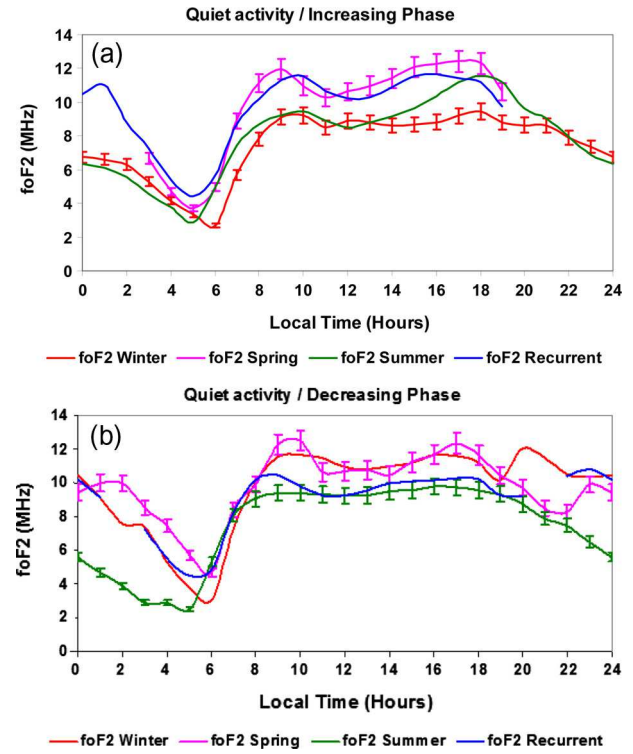 Quiet activity / Increasing Phase
(a)
14
12
10
8
6
4
2
0
foF2 (MHz)
0 2 4 6 8 10 12 14 16 18 20 22 24
Local Time (Hours)
foF2 Winter foF2 Spring foF2 Summer foF2 Recurrent
Quiet activity / Decreasing Phase
(b)
14
12
10
8
6
4
2
0
foF2 (MHz)
0 2 4 6 8 10 12 14 16 18 20 22 24
Local Time (Hours)
foF2 Winter foF2 Spring foF2 Summer foF2 Recurrent